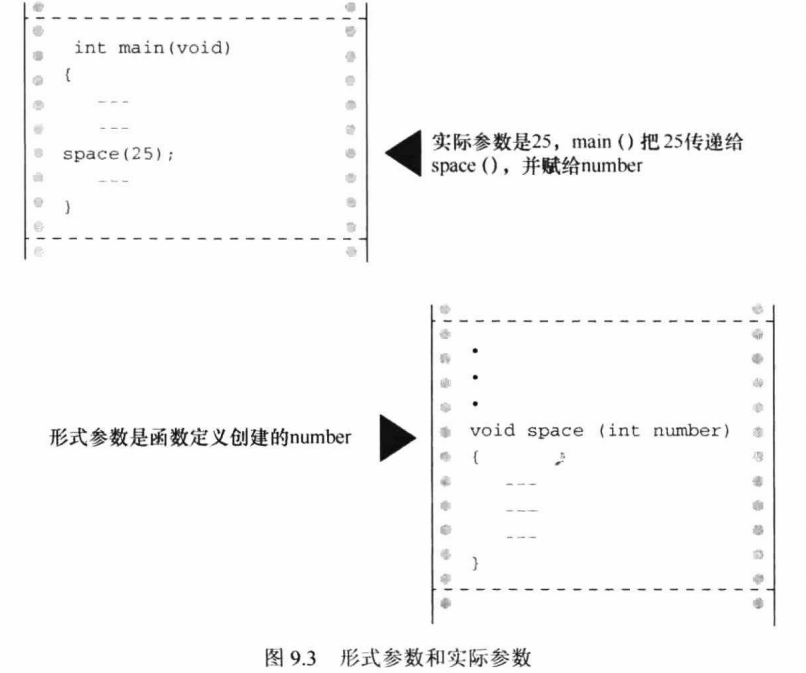 int main(void)
{
---
---
space(25);
---
}
实际参数是25，main ()把25传递给
space ()，并赋给number
形式参数是函数定义创建的number
void space (int number)
{
---
---
---
}
图 9.3 形式参数和实际参数